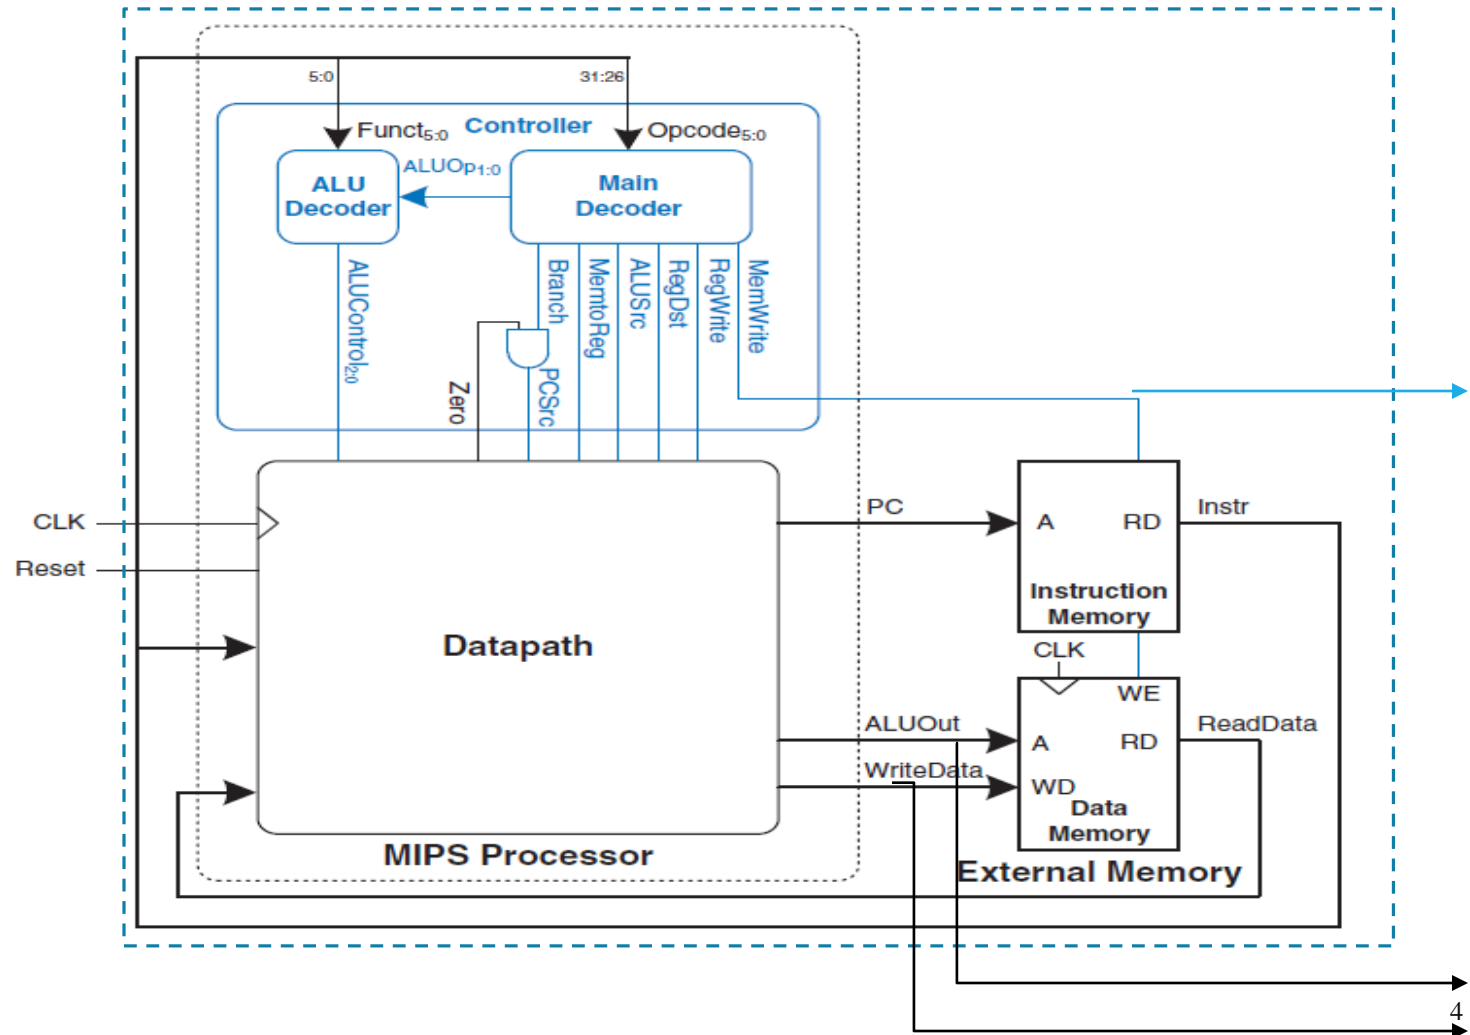 5:0
31:26
Funct5:0
Controller
Opcode5:0
ALUOp1:0
ALU
Decoder
Main
Decoder
ALUControl2:0
Branch
MemtoReg
ALUSrc
RegDst
RegWrite
MemWrite
Zero
PCSrc
CLK
Reset
PC
A
RD
Instr
Instruction
Memory
Datapath
CLK
WE
ALUOut
A
RD
ReadData
WriteData
WD
Data
Memory
MIPS Processor
External Memory
4